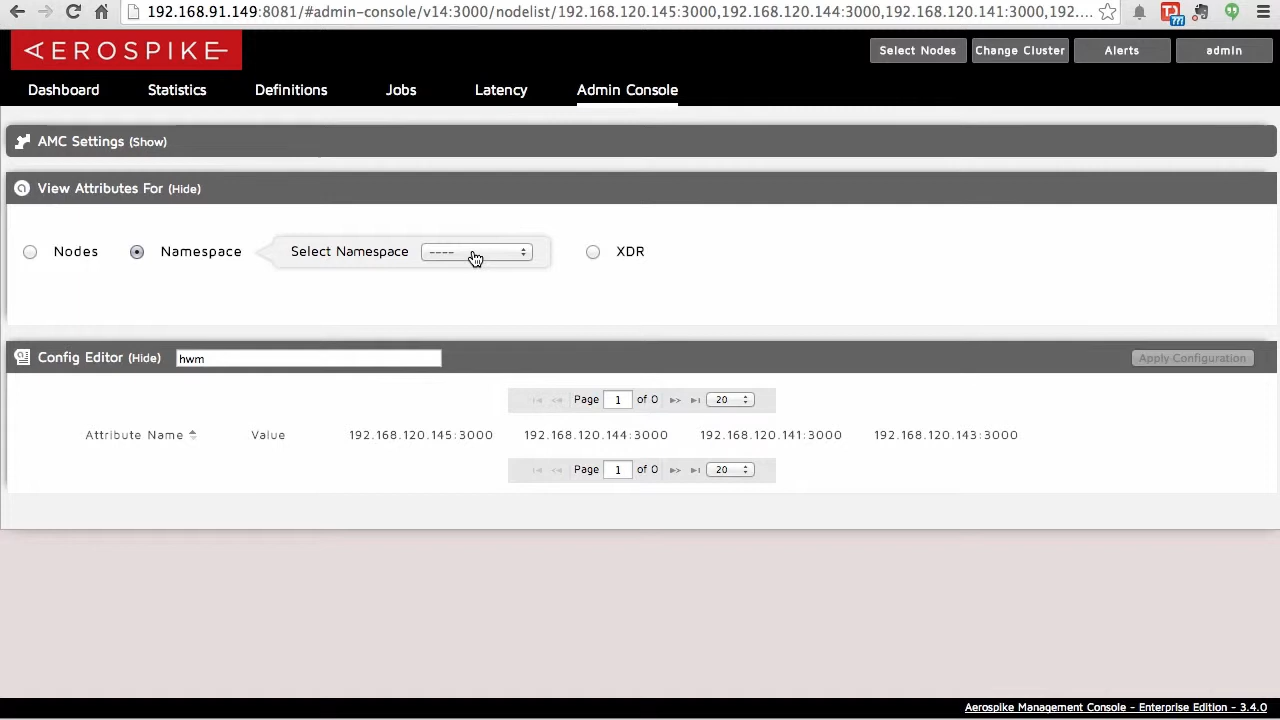 192.168.91.149:8081/#admin-console/v14:3000/nodelist/192.168.120.145:3000,192.168.120.144:3000,192.168.120.141:3000,192....
AEROSPIKE
Select Nodes Change Cluster Alerts admin
Dashboard Statistics Definitions Jobs Latency Admin Console
AMC Settings (Show)
View Attributes For (Hide)
Nodes Namespace Select Namespace ---- XDR
Config Editor (Hide) hwm Apply Configuration
Page 1 of 0 20
Attribute Name Value 192.168.120.145:3000 192.168.120.144:3000 192.168.120.141:3000 192.168.120.143:3000
Page 1 of 0 20
Aerospike Management Console - Enterprise Edition - 3.4.0